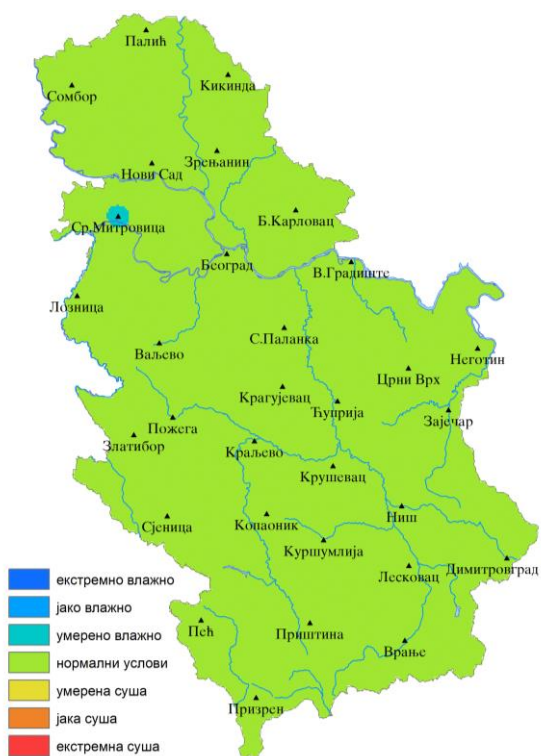 Палић
Кикинда
Сомбор
Зрењанин
Нови Сад
Б.Карловац
Ср.Митровица
Београд
В.Градиште
Лозница
С.Паланка
Ваљево
Неготин
Црни Врх
Крагујевац
Ћуприја
Зајечар
Пожега
Златибор
Краљево
Крушевац
Ниш
Сјеница
Копаоник
Куршумлија
Димитровград
Лесковац
Пећ
Приштина
Врање
Призрен
екстремно влажно
јако влажно
умерено влажно
нормални услови
умерена суша
јака суша
екстремна суша